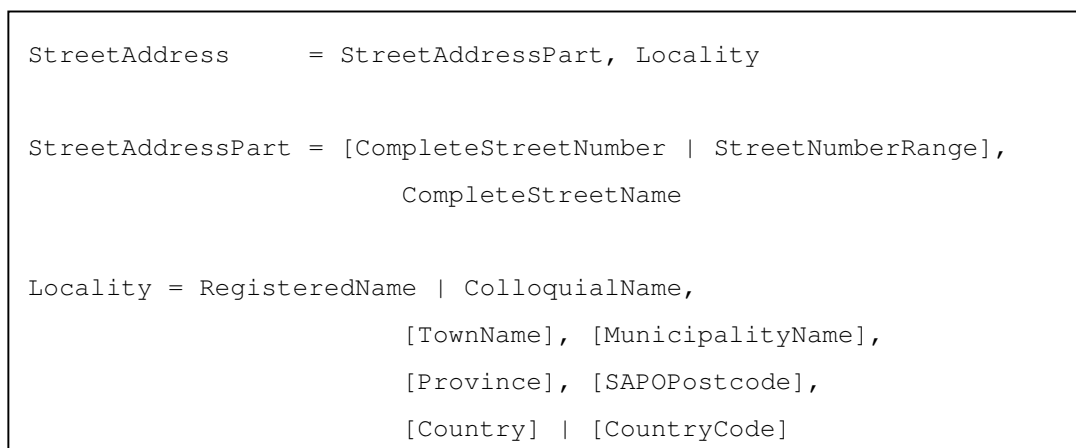 StreetAddress = StreetAddressPart, Locality
StreetAddressPart = [CompleteStreetNumber | StreetNumberRange],
CompleteStreetName
Locality = RegisteredName | ColloquialName,
[TownName], [MunicipalityName],
[Province], [SAPOPostcode],
[Country] | [CountryCode]